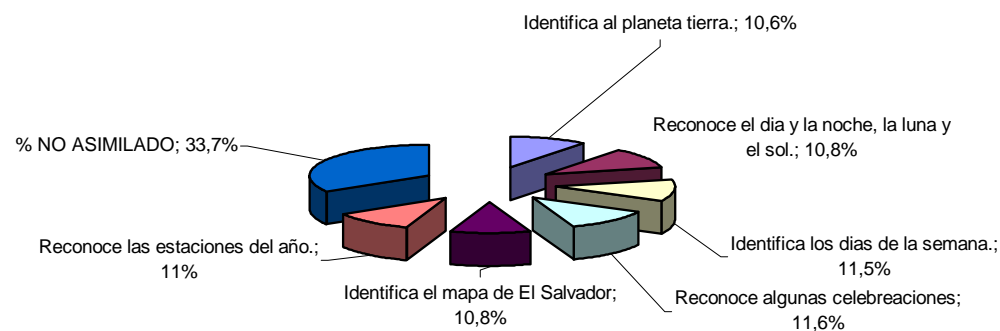 Identifica al planeta tierra.; 10,6%
Reconoce el dia y la noche, la luna y
el sol.; 10,8%
% NO ASIMILADO; 33,7%
Identifica los dias de la semana.;
11,5%
Reconoce las estaciones del año.;
11%
Identifica el mapa de El Salvador;
10,8%
Reconoce algunas celebreaciones;
11,6%